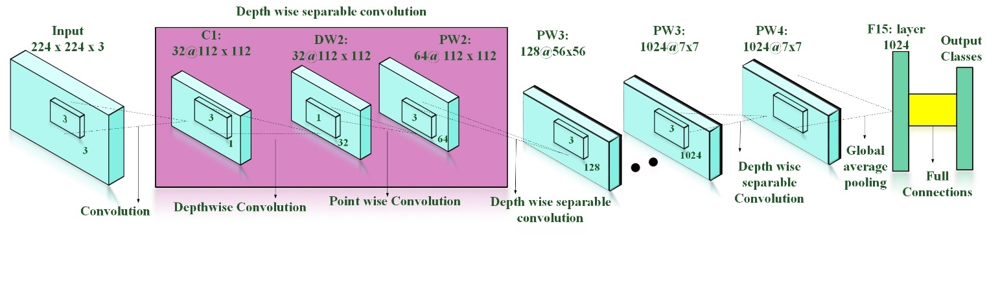 Depth wise separable convolution
Input
224 x 224 x 3
C1:
32@112 x 112
DW2:
32@112 x 112
PW2:
64@ 112 x 112
PW3:
128@56x56
PW3:
1024@7x7
PW4:
1024@7x7
F15: layer
1024
Output
Classes
3
3
3
1
1
32
3
64
3
128
3
1024
Convolution
Depthwise Convolution
Point wise Convolution
Depth wise separable
convolution
Depth wise
separable
Convolution
Global
average
pooling
Full
Connections